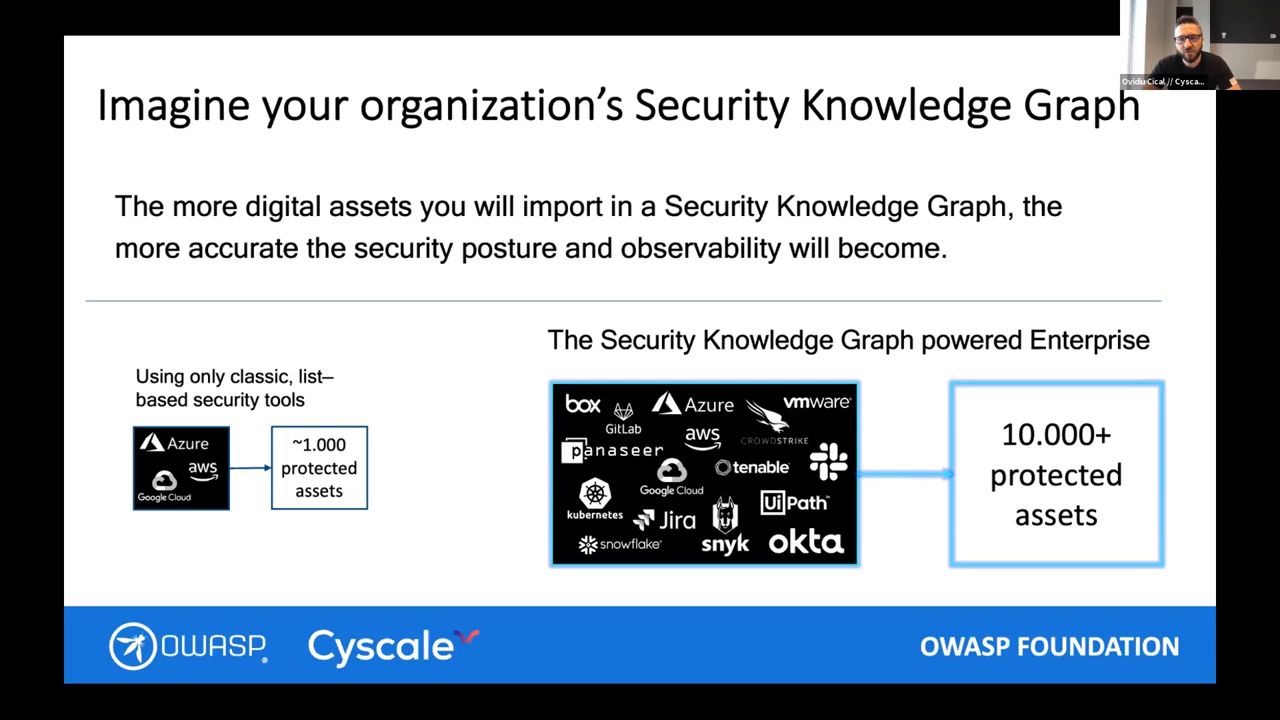 Ovidiu Cical // Cysca...
Imagine your organization's Security Knowledge Graph
The more digital assets you will import in a Security Knowledge Graph, the
more accurate the security posture and observability will become.
Using only classic, list–
based security tools
Azure
aws
Google Cloud
~1.000
protected
assets
The Security Knowledge Graph powered Enterprise
box
GitLab
Azure
vmware
CROWDSTRIKE
panaseer
aws
Google Cloud
tenable
kubernetes
Jira
snyk
UiPath
snowflake
okta
10.000+
protected
assets
OWASP
Cyscale
OWASP FOUNDATION